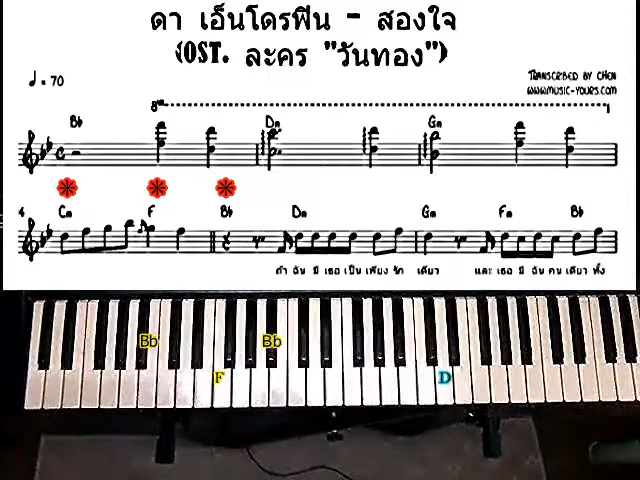 ดา เอ็นโดรฟิน - สองใจ
(OST. ละคร "วันทอง")
♩ = 70
TRANSCRIBED BY CHEN
WWW.MUSIC-YOURS.COM
8va
Bb Dm Gm
4 Cm F Bb Dm Gm Fm Bb
ถ้า ฉัน มี เธอ เป็น เพียง รัก เดียว และ เธอ มี ฉัน คน เดียว ทั้ง
Bb Bb
F D